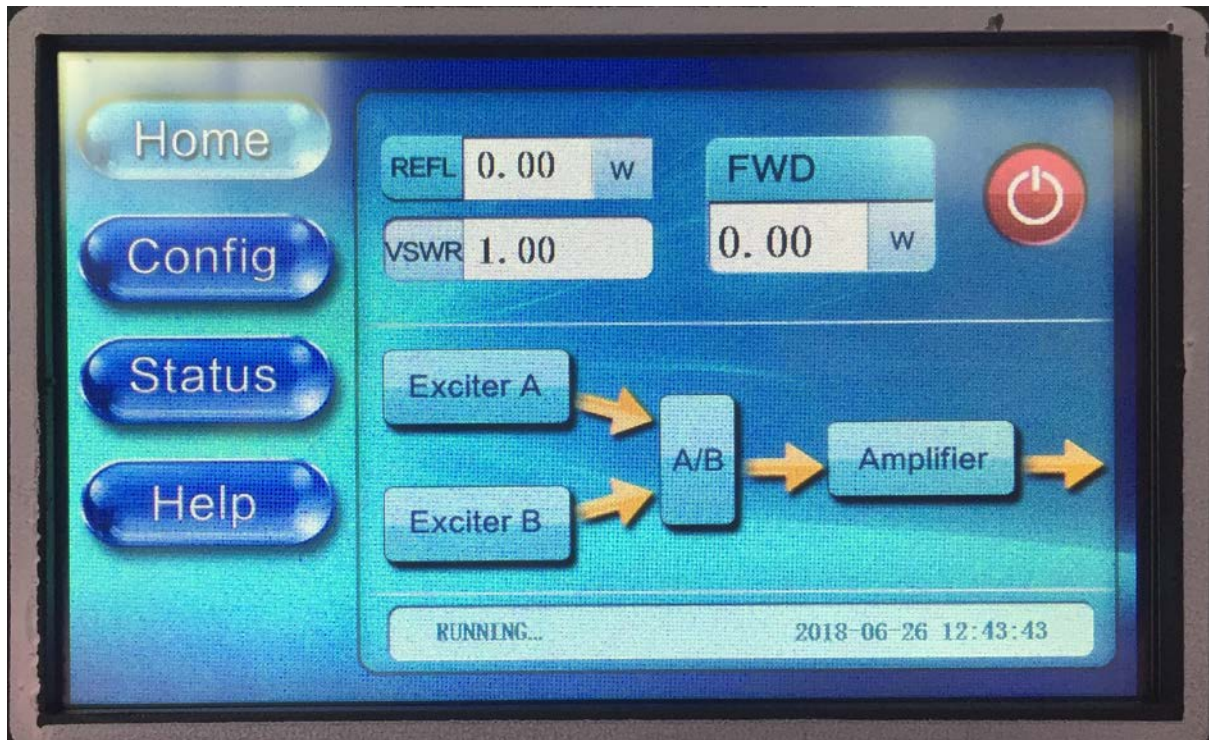 Home
Config
Status
Help
REFL 0.00 W
VSWR 1.00
FWD
0.00 W
Exciter A
Exciter B
A/B
Amplifier
RUNNING... 2018-06-26 12:43:43